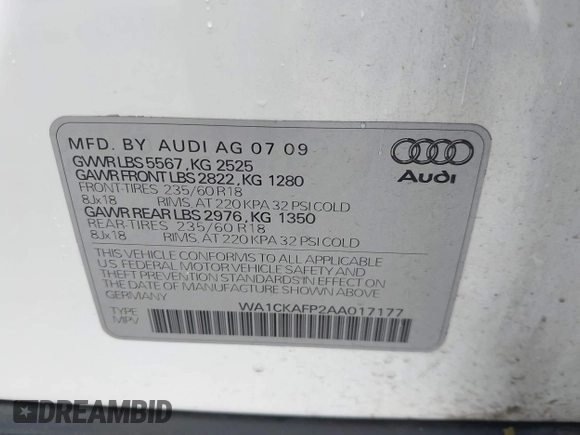 MFD. BY AUDI AG 07 09
GVWR LBS 5567, KG 2525
GAWR FRONT LBS 2822, KG 1280
FRONT-TIRES 235/60 R18
8Jx18 RIMS, AT 220 KPA 32 PSI COLD
GAWR REAR LBS 2976, KG 1350
REAR-TIRES 235/60 R18
8Jx18 RIMS, AT 220 KPA 32 PSI COLD
THIS VEHICLE CONFORMS TO ALL APPLICABLE
U.S. FEDERAL MOTOR VEHICLE SAFETY AND
THEFT PREVENTION STANDARDS IN EFFECT ON
THE DATE OF MANUFACTURE SHOWN ABOVE.
GERMANY
WA1CKAFP2AA017177
TYPE
MPV
Audi
DREAMBID